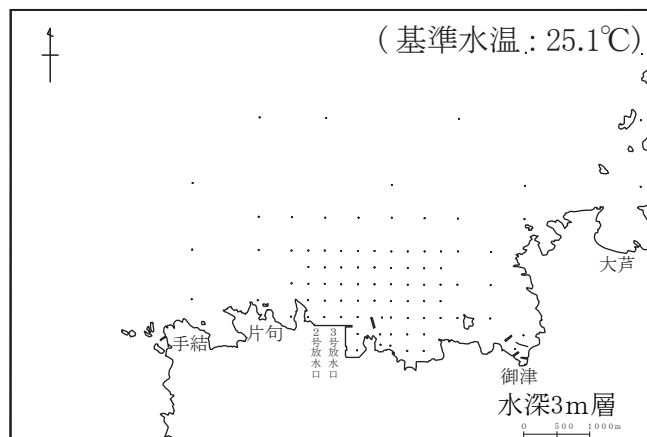 (基準水温:25.1℃)
大芦
片句
手結
2号放水口
3号放水口
御津
水深3m層
0 500 1000m